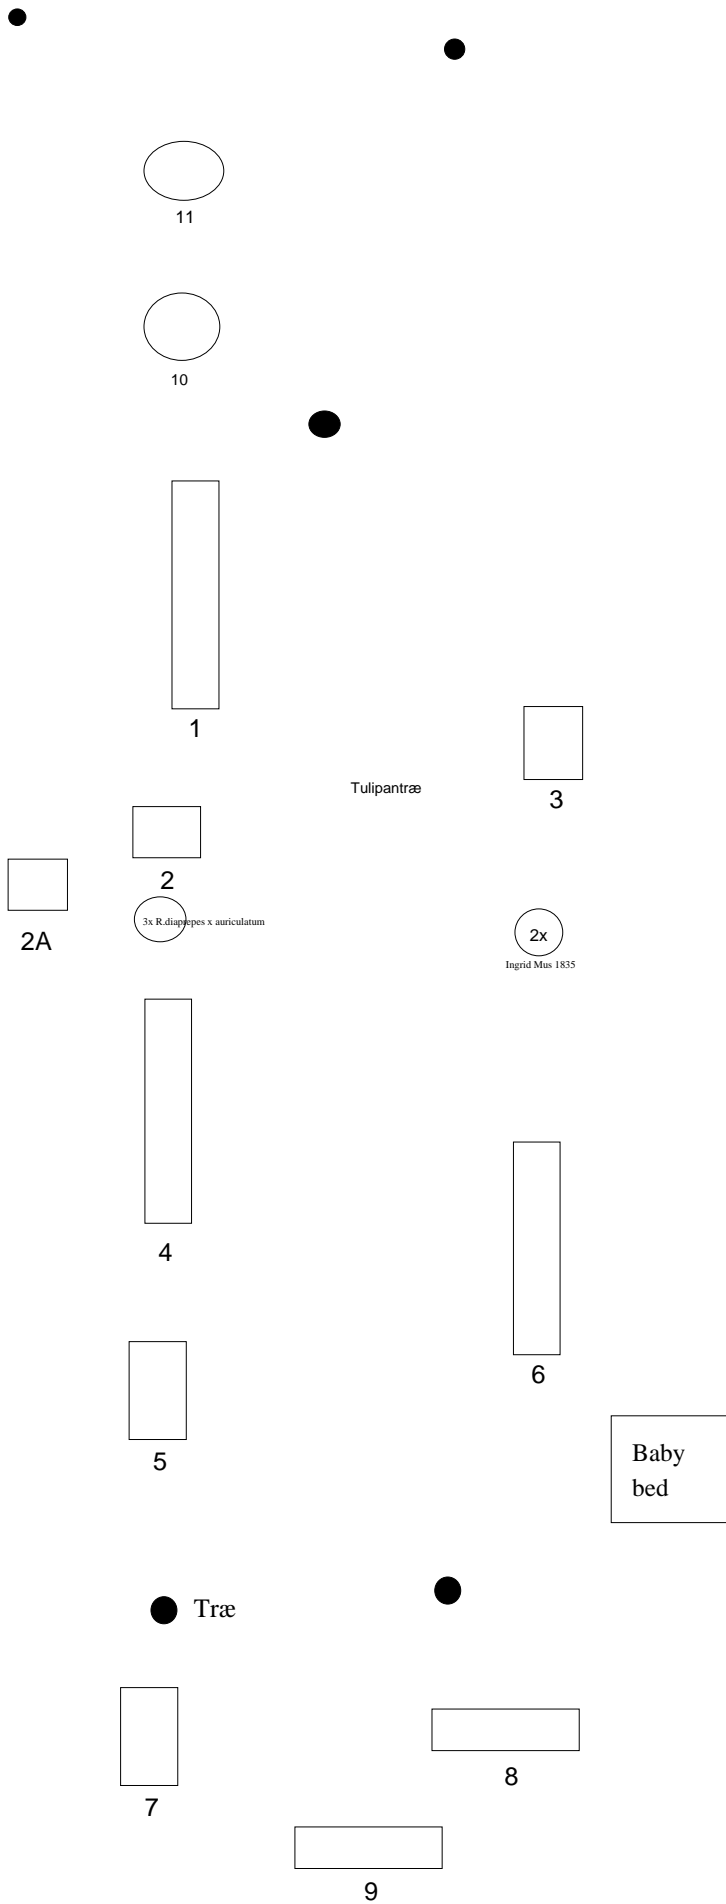 11
10
1
3
Tulipantræ
2
2A
3x R.diaprepes x auriculatum
2x
Ingrid Mus 1835
4
6
5
Baby
bed
Træ
8
7
9